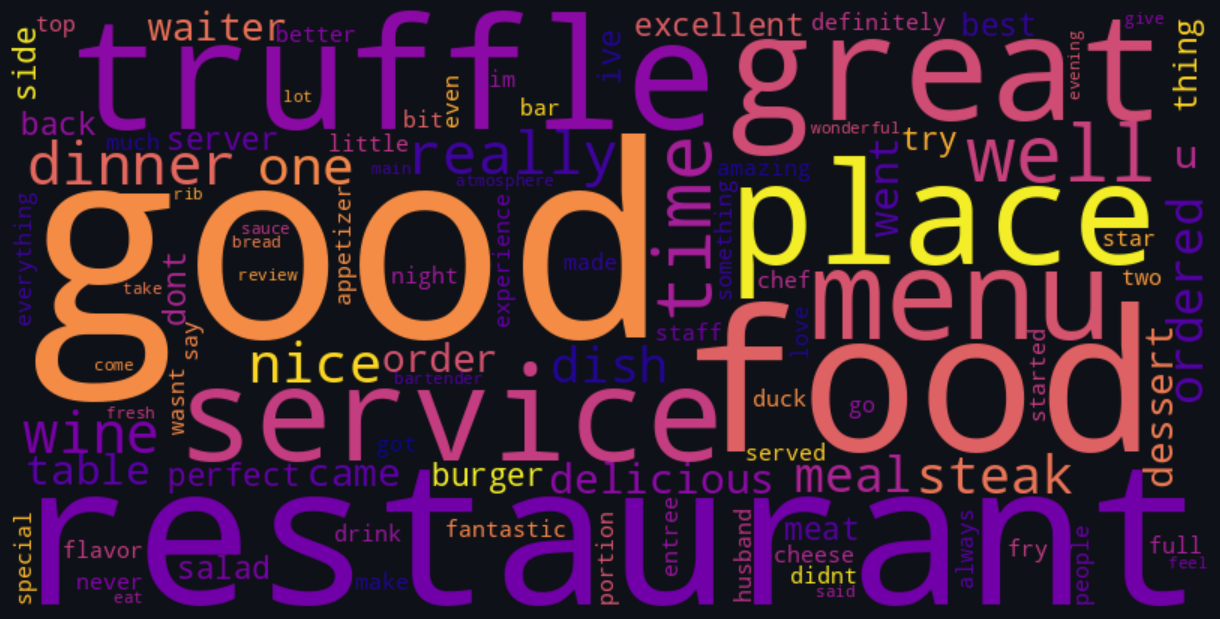 top
waiter
better
side
truffle
ive
im
even
lot
bar
bit
excellent
definitely
best
give
great
evening
thing
back
much
server
little
main
really
atmosphere
wonderful
try
well
u
dinner
one
time
amazing
went
everything
rib
good
sauce
bread
review
take
dont
appetizer
night
experience
made
something
place
star
two
chef
menu
ordered
staff
love
food
come
say
wasnt
nice
order
bartender
dish
started
dessert
duck
go
fresh
wine
service
got
served
table
perfect
came
burger
delicious
meal
steak
restaurant
special
flavor
never
eat
salad
drink
make
fantastic
portion
entree
husband
meat
cheese
didnt
said
always
fry
people
full
feel